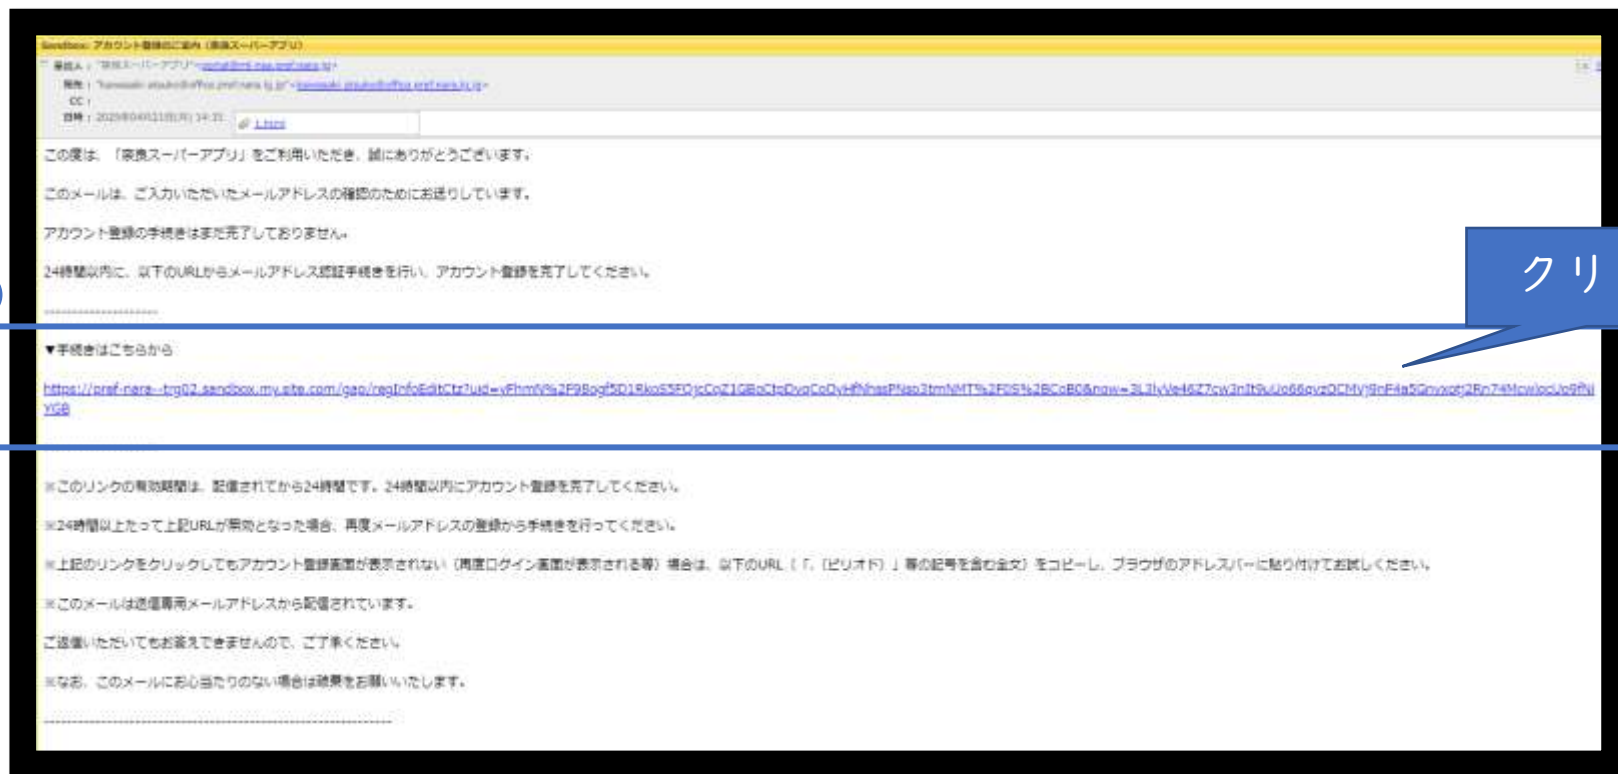 Sandbox: アカウント登録のご案内（奈良スーパーアプリ）
差出人： "奈良スーパーアプリ"
宛先：
CC：
日時： 14:31
1.html
この度は、「奈良スーパーアプリ」をご利用いただき、誠にありがとうございます。
このメールは、ご入力いただいたメールアドレスの確認のためにお送りしています。
アカウント登録の手続きはまだ完了しておりません。
24時間以内に、以下のURLからメールアドレス認証手続きを行い、アカウント登録を完了してください。
クリ
--------------------
▼手続きはこちらから
--------------------
※このリンクの有効期間は、配信されてから24時間です。24時間以内にアカウント登録を完了してください。
※24時間以上たって上記URLが無効となった場合、再度メールアドレスの登録から手続きを行ってください。
※上記のリンクをクリックしてもアカウント登録画面が表示されない（再度ログイン画面が表示される等）場合は、以下のURL（「.（ピリオド）」等の記号を含む全文）をコピーし、ブラウザのアドレスバーに貼り付けてお試しください。
※このメールは送信専用メールアドレスから配信されています。
ご返信いただいてもお答えできませんので、ご了承ください。
※なお、このメールにお心当たりのない場合は破棄をお願いいたします。